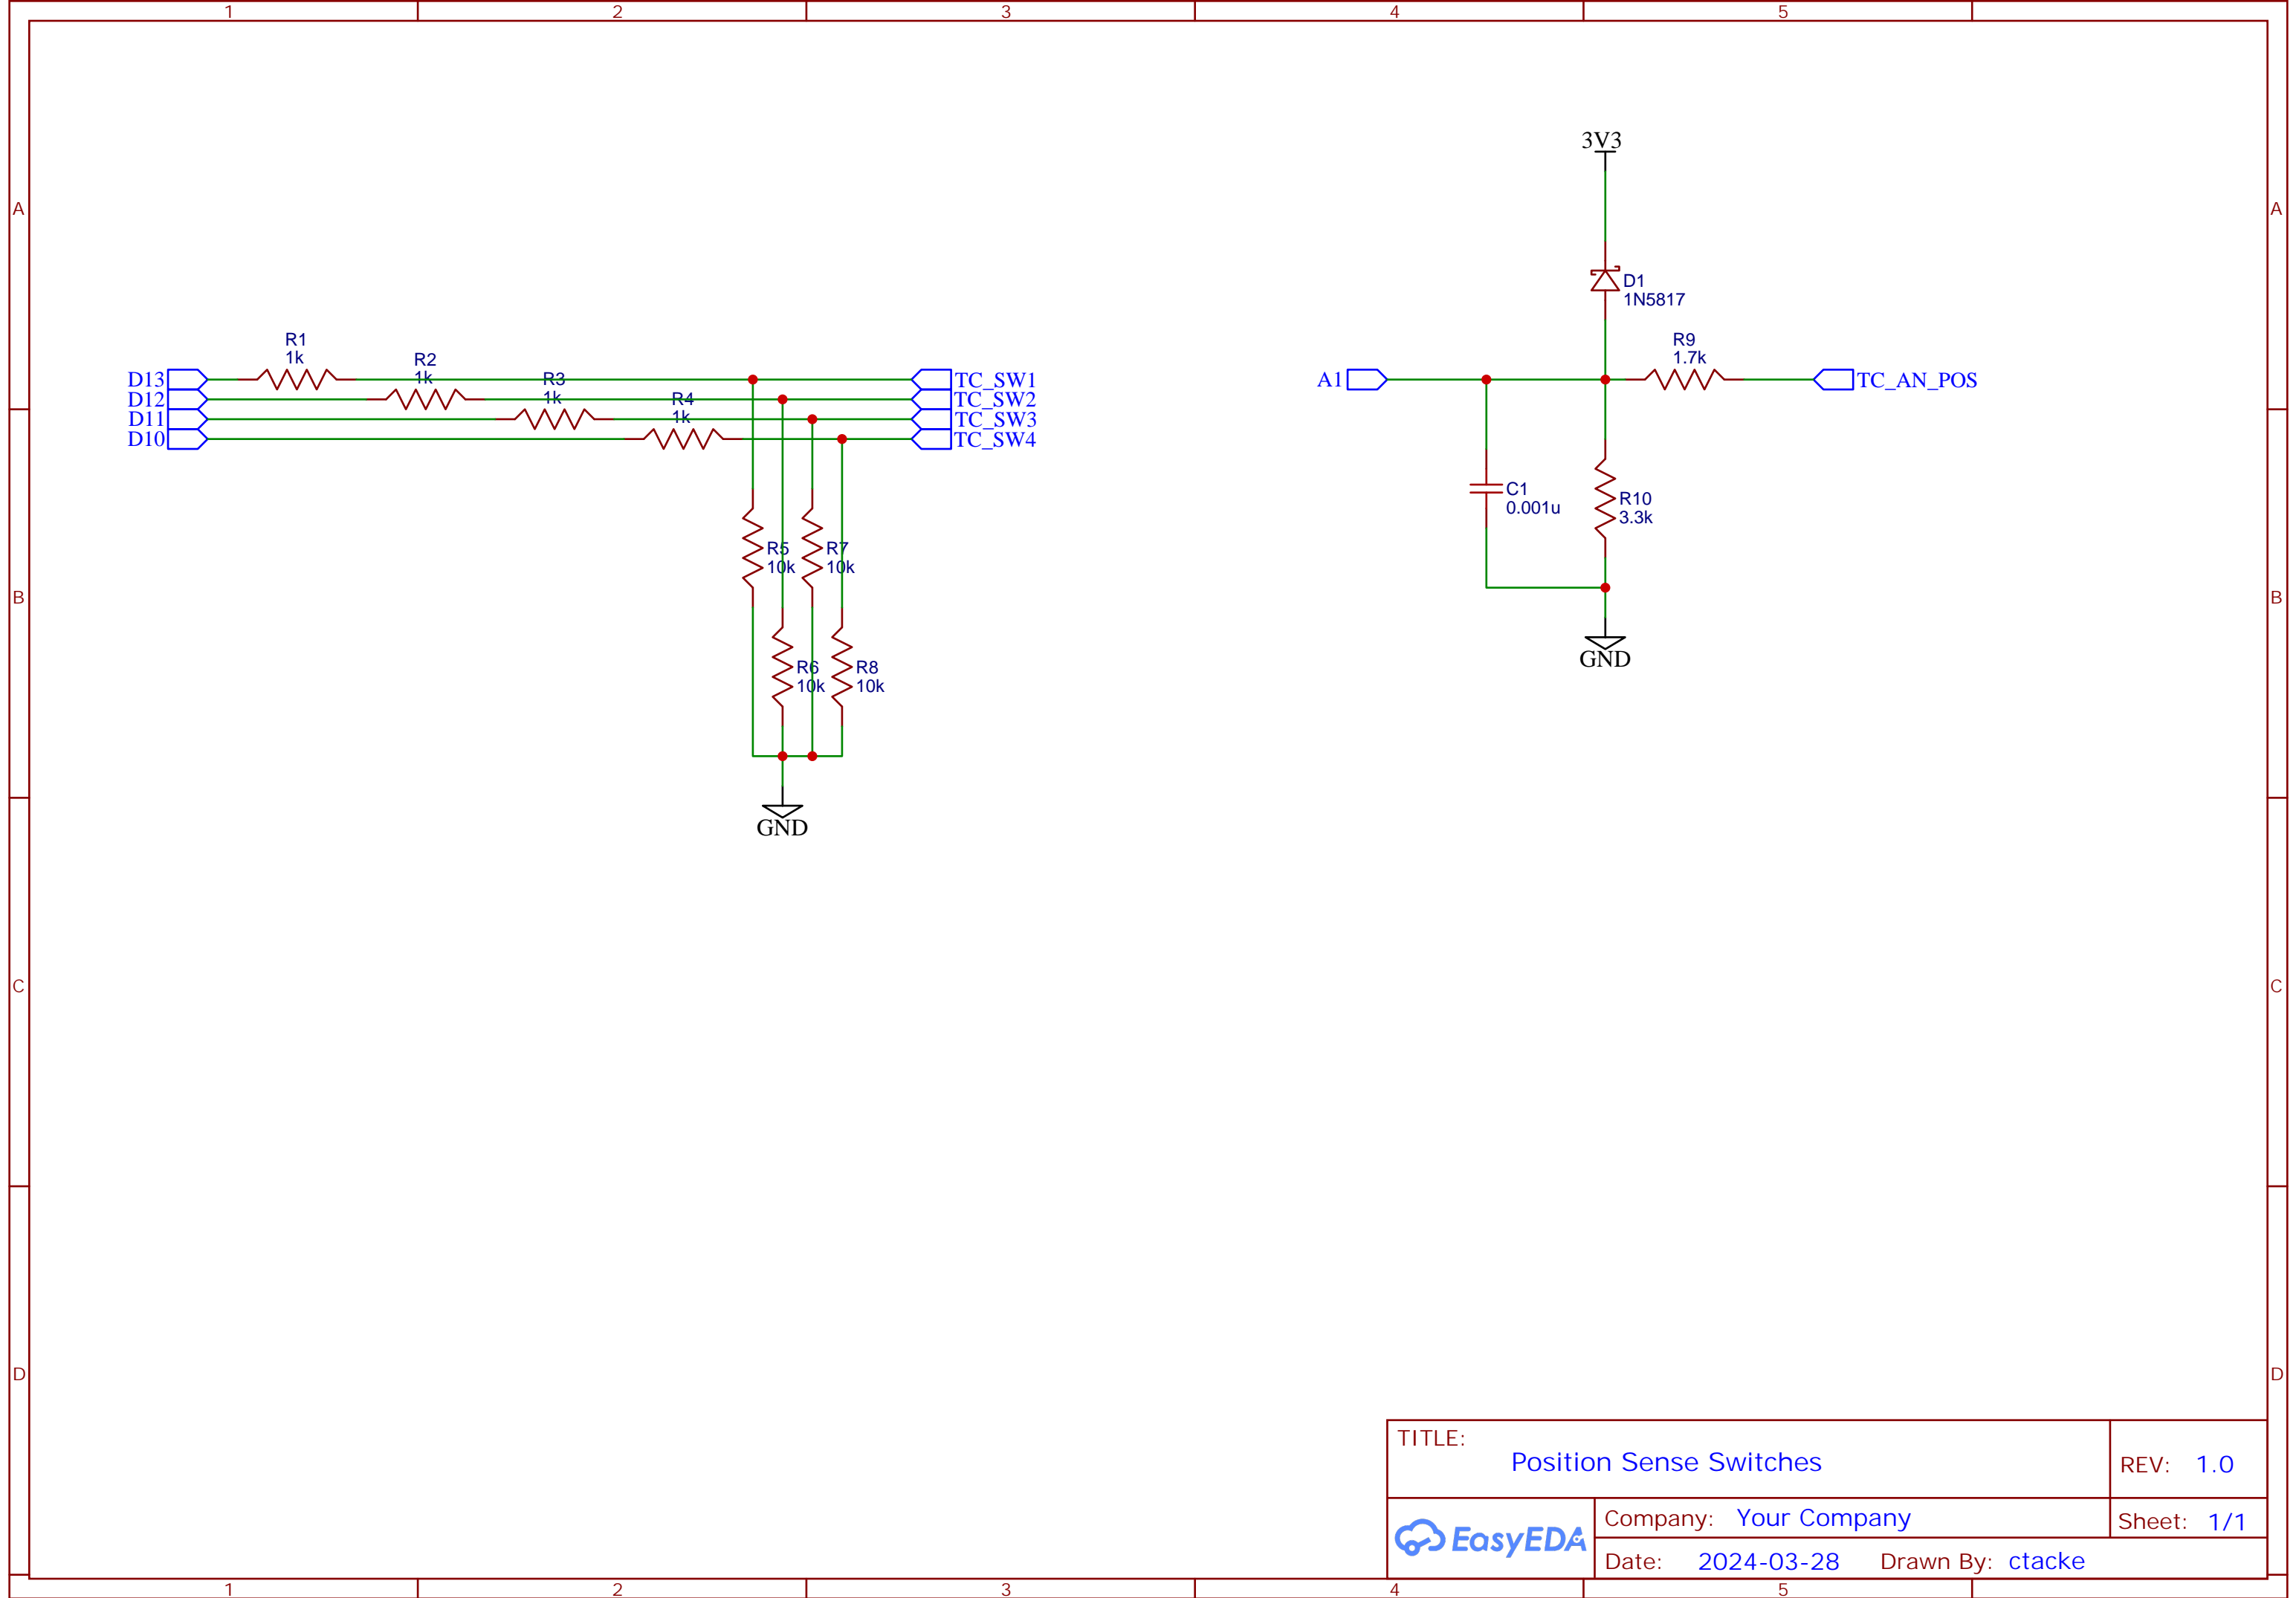 1 2 3 4 5
A A
B B
C C
D D
R1
1k
R2
1k
R3
1k
R4
1k
D13
D12
D11
D10
TC_SW1
TC_SW2
TC_SW3
TC_SW4
R5
10k
R7
10k
R6
10k
R8
10k
GND
3V3
D1
1N5817
R9
1.7k
A1
TC_AN_POS
C1
0.001u
R10
3.3k
GND
TITLE:
Position Sense Switches
REV: 1.0
EasyEDA
Company: Your Company
Sheet: 1/1
Date: 2024-03-28 Drawn By: ctacke
1 2 3 4 5